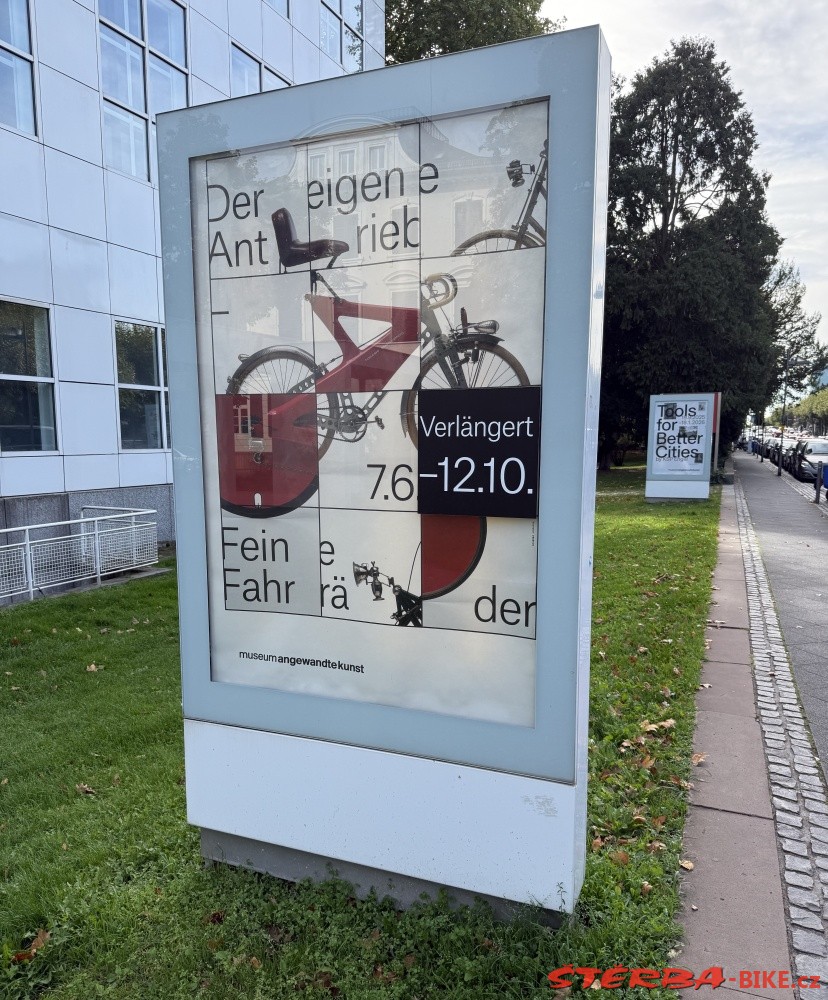 Der eigene
Antrieb
–
7.6.
Verlängert
–12.10.
Feine
Fahrräder
museumangewandtekunst
Tools
for
Better
Cities
STERBA-BIKE.cz